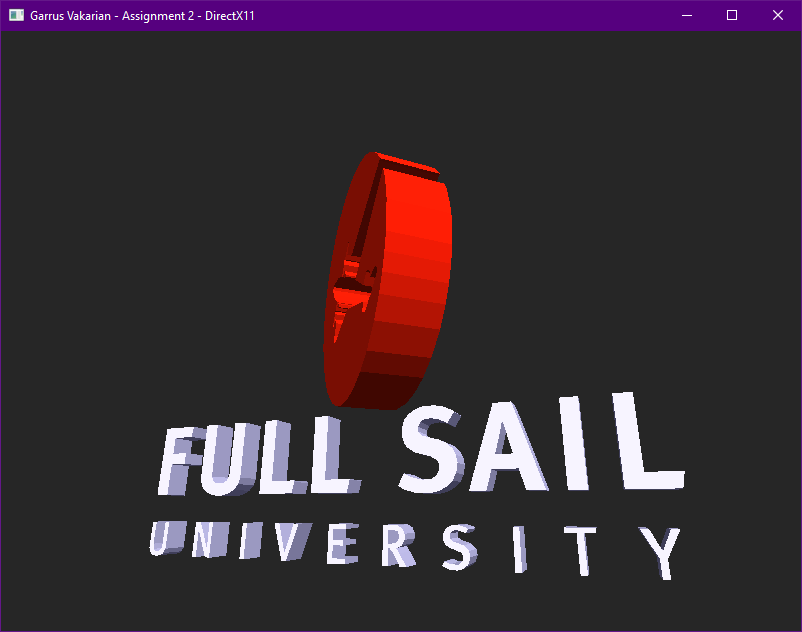 Garrus Vakarian - Assignment 2 - DirectX11
FULL SAIL
UNIVERSITY